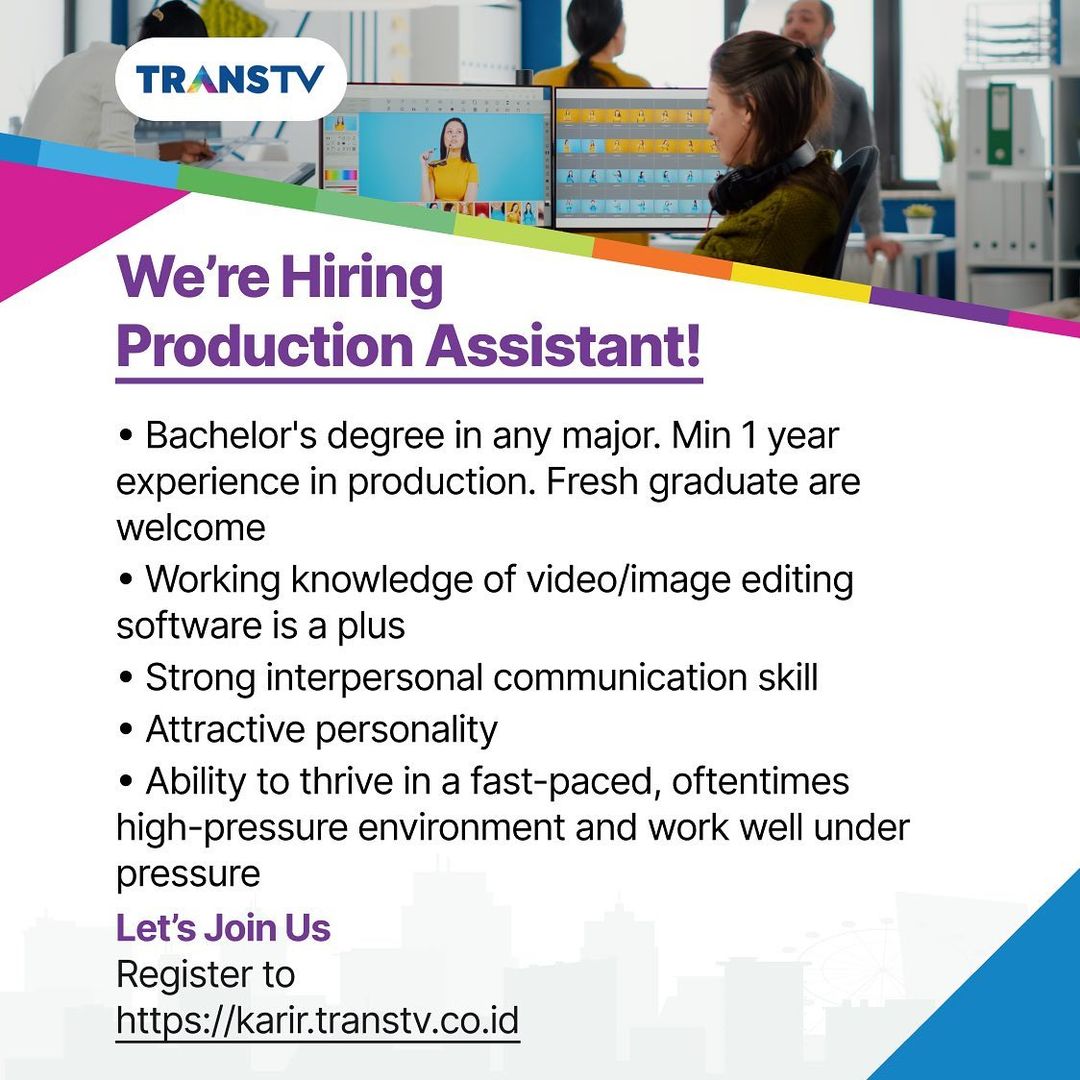 TRANSTV
We’re Hiring
Production Assistant!
• Bachelor's degree in any major. Min 1 year
experience in production. Fresh graduate are
welcome
• Working knowledge of video/image editing
software is a plus
• Strong interpersonal communication skill
• Attractive personality
• Ability to thrive in a fast-paced, oftentimes
high-pressure environment and work well under
pressure
Let’s Join Us
Register to
https://karir.transtv.co.id